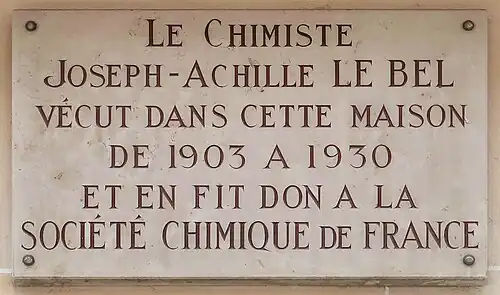 LE CHIMISTE
JOSEPH-ACHILLE LE BEL
VÉCUT DANS CETTE MAISON
DE 1903 A 1930
ET EN FIT DON A LA
SOCIÉTÉ CHIMIQUE DE FRANCE